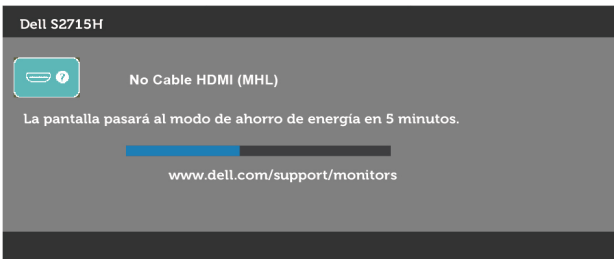 Dell S2715H
No Cable HDMI (MHL)
La pantalla pasará al modo de ahorro de energía en 5 minutos.
www.dell.com/support/monitors